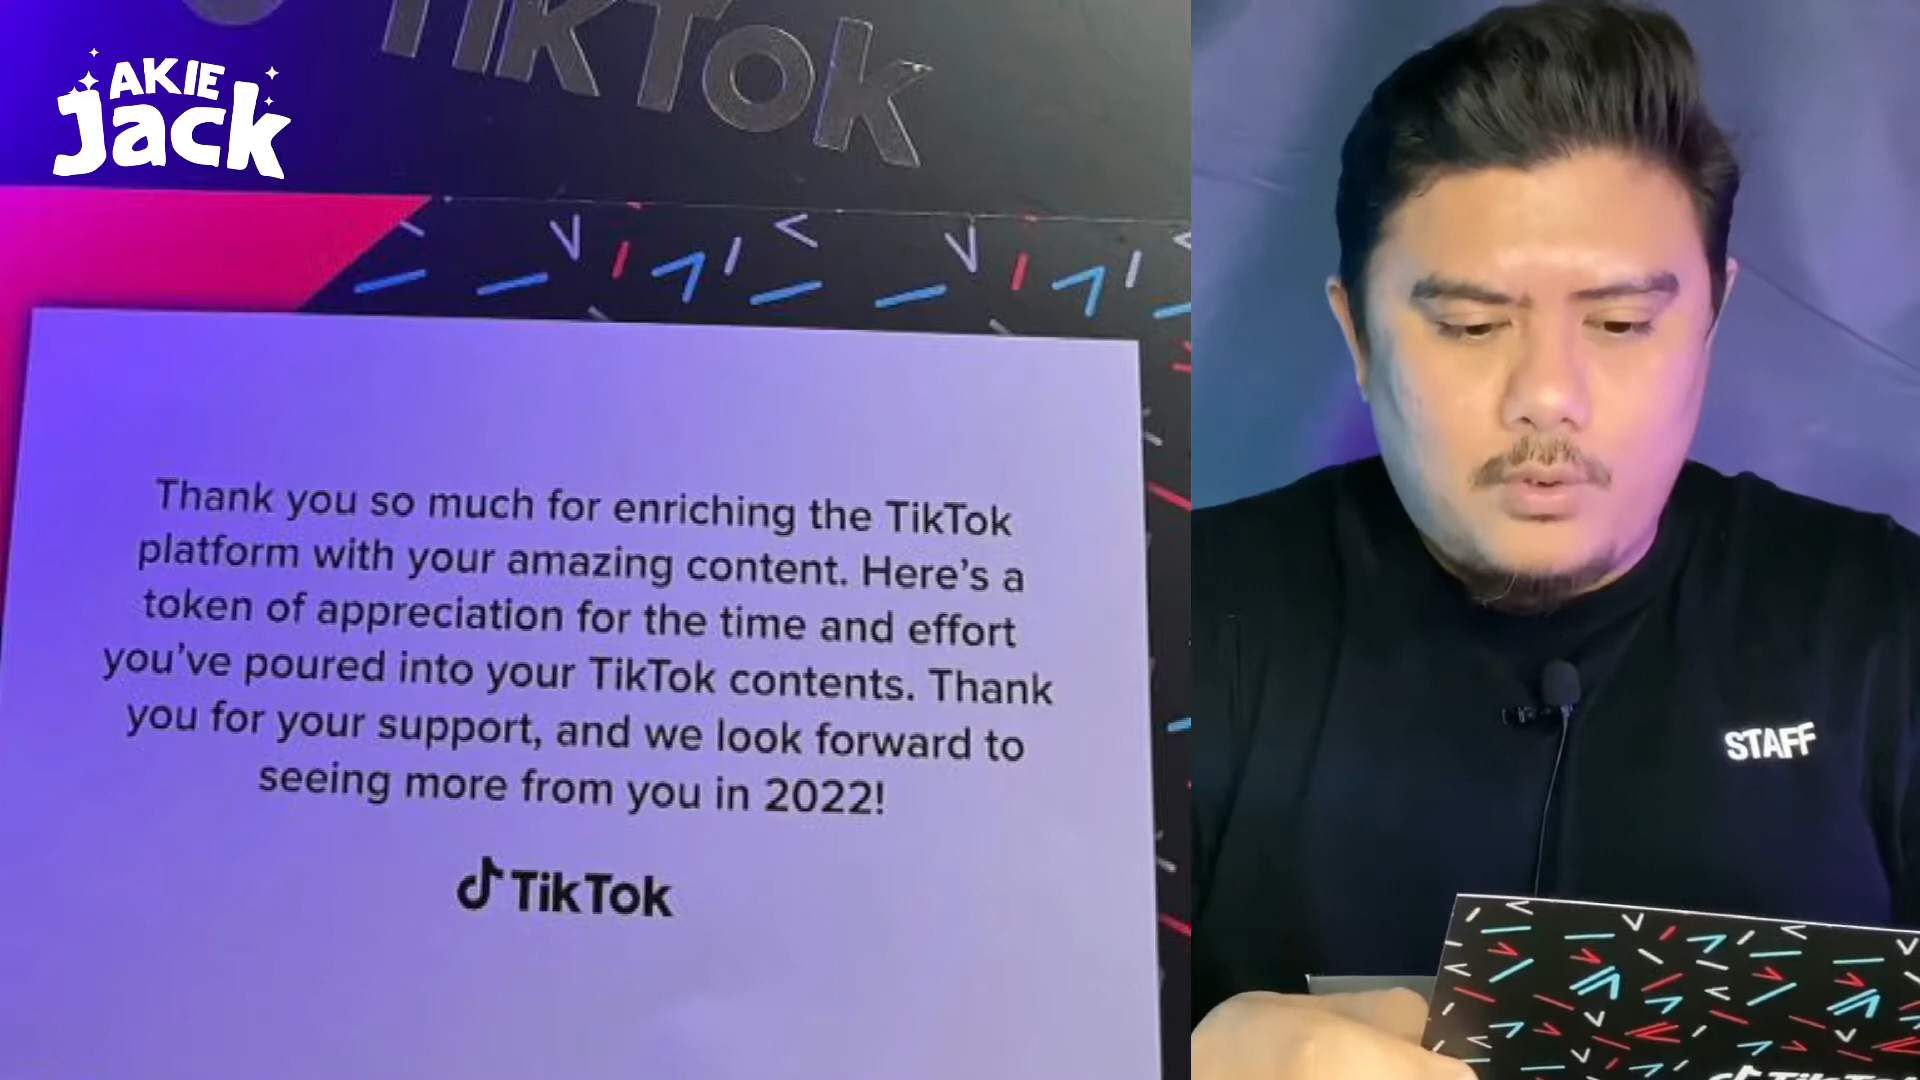 TikTok
AKIE
Jack
Thank you so much for enriching the TikTok
platform with your amazing content. Here's a
token of appreciation for the time and effort
you've poured into your TikTok contents. Thank
you for your support, and we look forward to
seeing more from you in 2022!
TikTok
STAFF
TikTok